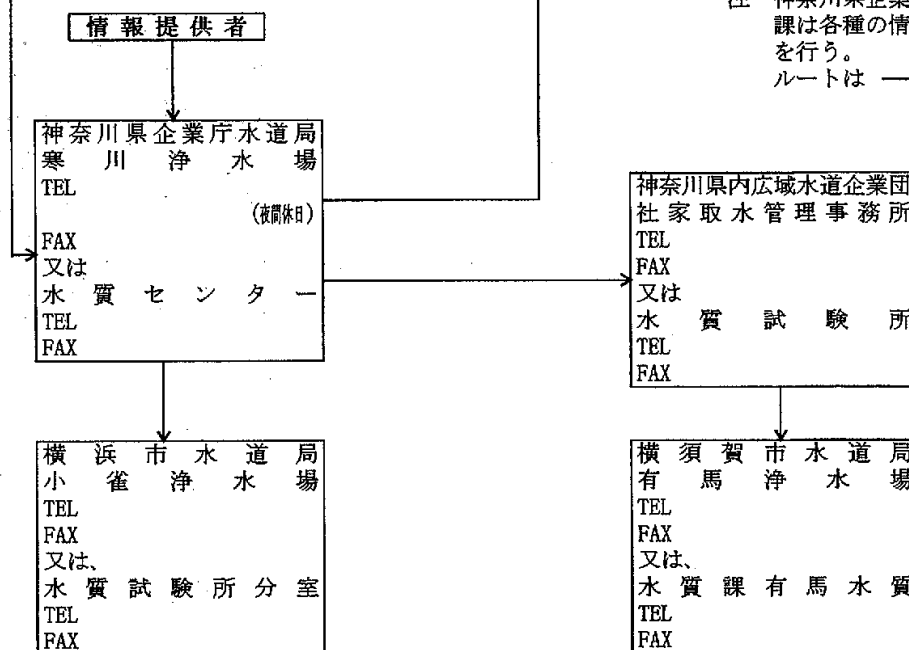 情報提供者
注 神奈川県企業
課は各種の情
を行う。
ルートは
神奈川県企業庁水道局
寒川浄水場
TEL
(夜間休日)
FAX
又は
水質センター
TEL
FAX
神奈川県内広域水道企業団
社家取水管理事務所
TEL
FAX
又は
水質試験所
TEL
FAX
横浜市水道局
小雀浄水場
TEL
FAX
又は、
水質試験所分室
TEL
FAX
横須賀市水道局
有馬浄水場
TEL
FAX
又は、
水質課有馬水質
TEL
FAX